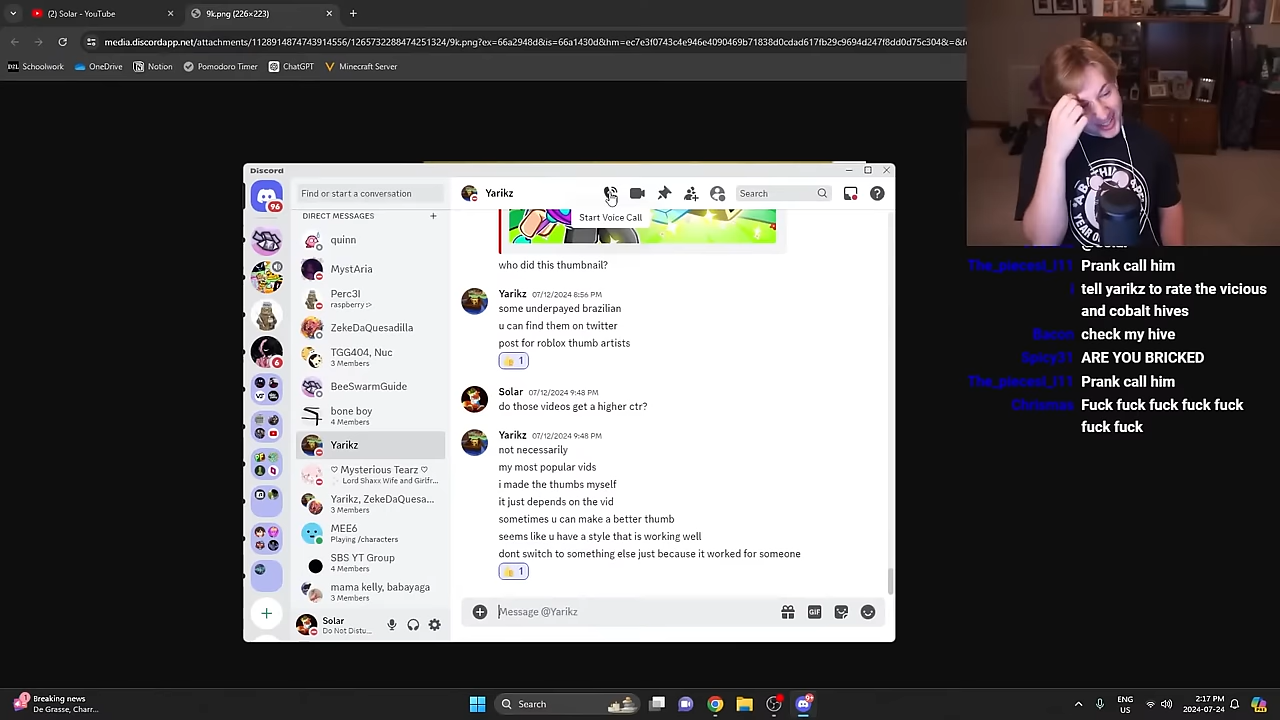 (2) Solar - YouTube
9k.png (226×223)
media.discordapp.net/attachments/1128914874743914556/1265732288474251324/9k.png?ex=66a2948d&is=66a1430d&hm=ec7e3f0743c4e946e4090469b71838d0cdad617fb29c9694d247f8dd0d75c304&=&fo
D2L Schoolwork
OneDrive
Notion
Pomodoro Timer
ChatGPT
Minecraft Server
Discord
96
Find or start a conversation
Yarikz
Search
Start Voice Call
DIRECT MESSAGES
quinn
MystAria
Perc3l
raspberry :>
ZekeDaQuesadilla
TGG404, Nuc
3 Members
6
BeeSwarmGuide
bone boy
4 Members
Yarikz
♡ Mysterious Tearz ♡
Lord Shaxx Wife and Girlfr...
Yarikz, ZekeDaQuesa...
3 Members
MEE6
Playing /characters
SBS YT Group
4 Members
mama kelly, babayaga
3 Members
Solar
Do Not Distu...
who did this thumbnail?
Yarikz 07/12/2024 8:56 PM
some underpayed brazilian
u can find them on twitter
post for roblox thumb artists
1
Solar 07/12/2024 9:48 PM
do those videos get a higher ctr?
Yarikz 07/12/2024 9:48 PM
not necessarily
my most popular vids
i made the thumbs myself
it just depends on the vid
sometimes u can make a better thumb
seems like u have a style that is working well
dont switch to something else just because it worked for someone
1
Message @Yarikz
GIF
Prank call him
tell yarikz to rate the vicious
and cobalt hives
Bacon check my hive
Spicy31 ARE YOU BRICKED
Prank call him
Fuck fuck fuck fuck fuck
fuck fuck
1
Breaking news
De Grasse, Charr...
Search
ENG
US
2:17 PM
2024-07-24